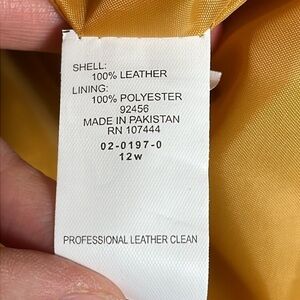 SHELL:
100% LEATHER
LINING:
100% POLYESTER
92456
MADE IN PAKISTAN
RN 107444
02-0197-0
12w
PROFESSIONAL LEATHER CLEAN